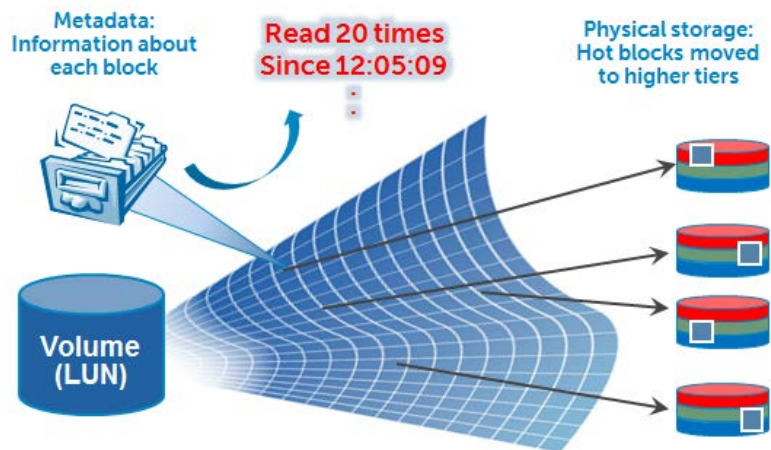 Metadata:
Information about
each block
Read 20 times
Since 12:05:09
.
.
Physical storage:
Hot blocks moved
to higher tiers
Volume
(LUN)